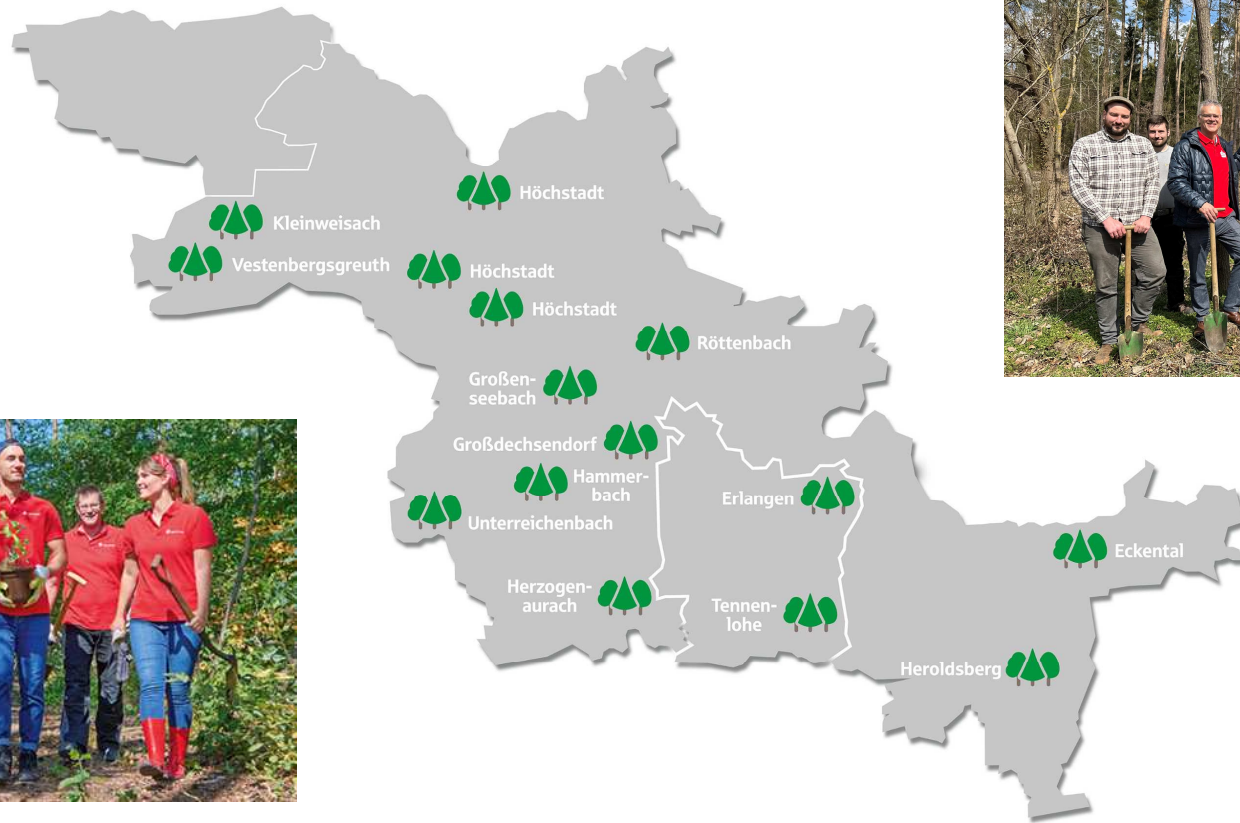 Höchstadt
Kleinweisach
Vestenbergsgreuth
Höchstadt
Höchstadt
Röttenbach
Großen-
seebach
Großdechsendorf
Hammer-
bach
Erlangen
Unterreichenbach
Eckental
Herzogen-
aurach
Tennen-
lohe
Heroldsberg